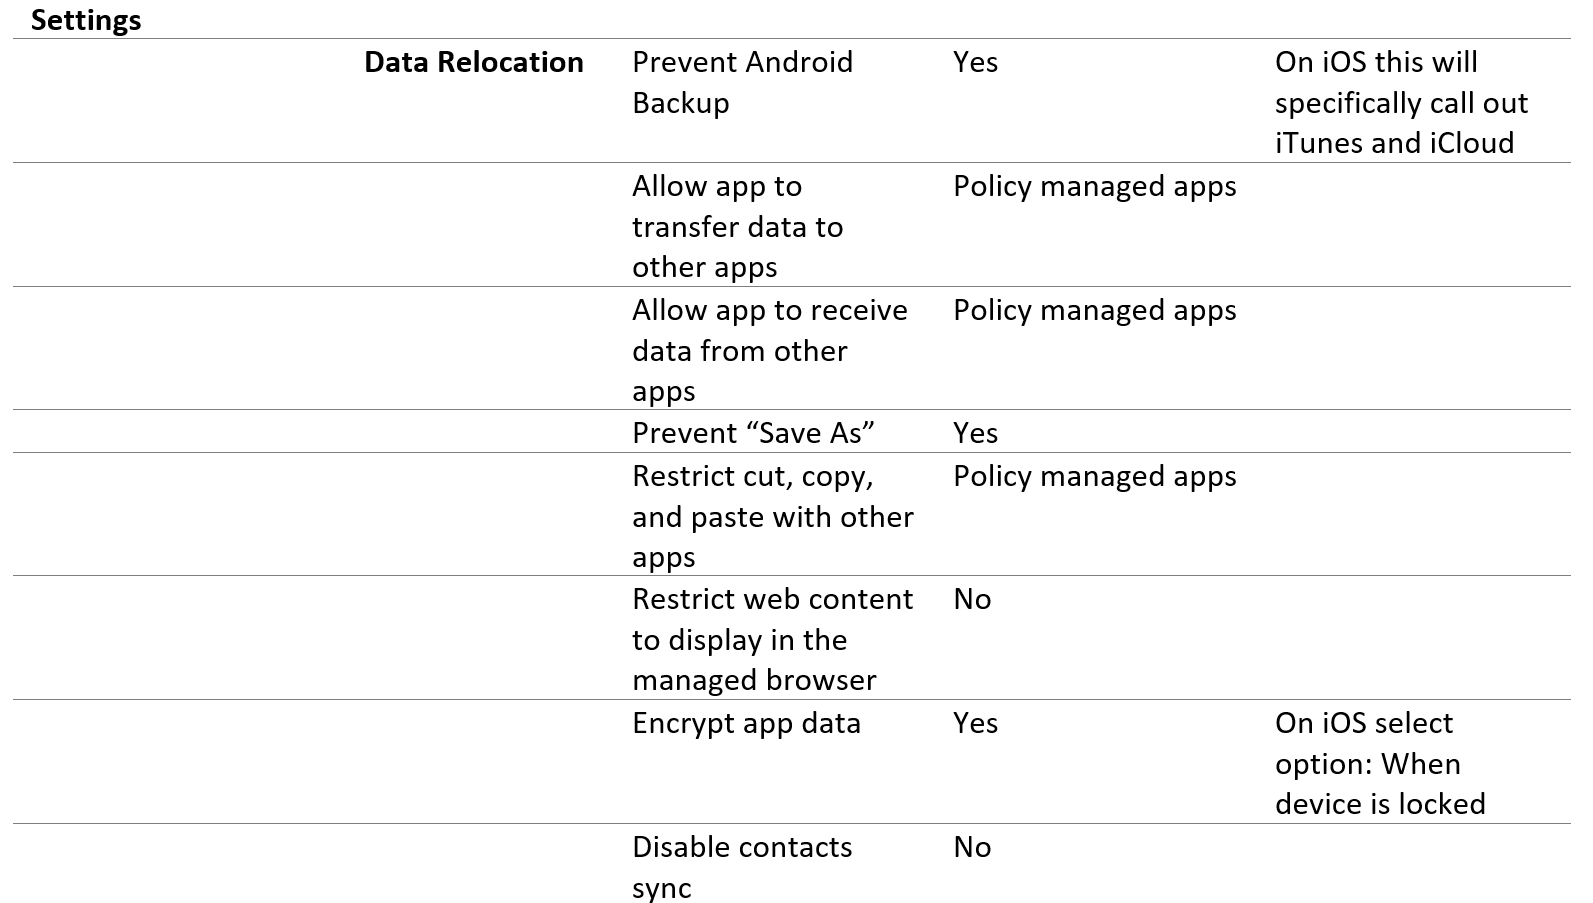 Settings
Data Relocation
Prevent Android
Backup
Yes
On iOS this will
specifically call out
iTunes and iCloud
Allow app to
transfer data to
other apps
Policy managed apps
Allow app to receive
data from other
apps
Policy managed apps
Prevent “Save As”
Yes
Restrict cut, copy,
and paste with other
apps
Policy managed apps
Restrict web content
to display in the
managed browser
No
Encrypt app data
Yes
On iOS select
option: When
device is locked
Disable contacts
sync
No